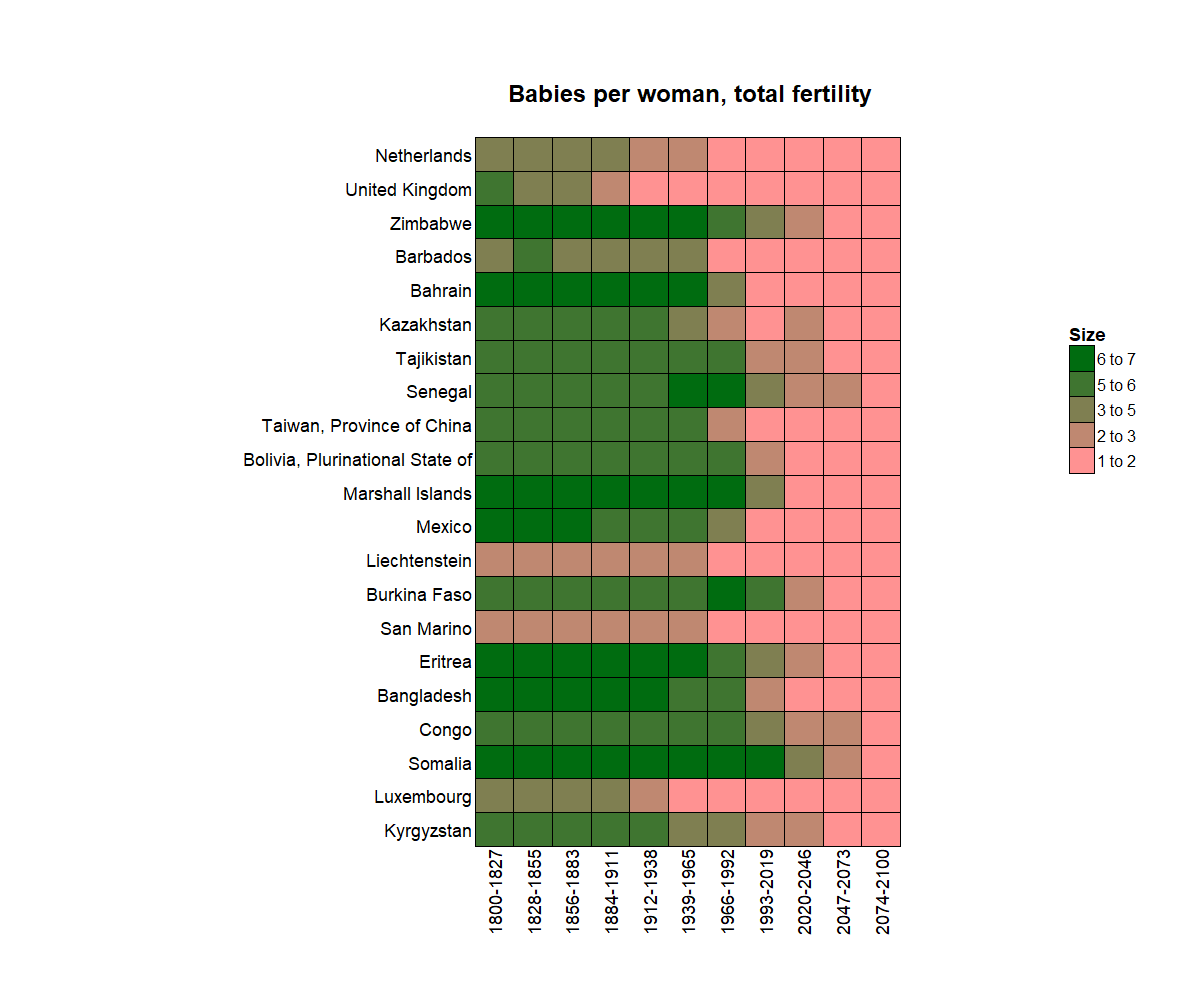 Babies per woman, total fertility
Netherlands
United Kingdom
Zimbabwe
Barbados
Bahrain
Kazakhstan
Tajikistan
Senegal
Taiwan, Province of China
Bolivia, Plurinational State of
Marshall Islands
Mexico
Liechtenstein
Burkina Faso
San Marino
Eritrea
Bangladesh
Congo
Somalia
Luxembourg
Kyrgyzstan
1800-1827
1828-1855
1856-1883
1884-1911
1912-1938
1939-1965
1966-1992
1993-2019
2020-2046
2047-2073
2074-2100
Size
6 to 7
5 to 6
3 to 5
2 to 3
1 to 2